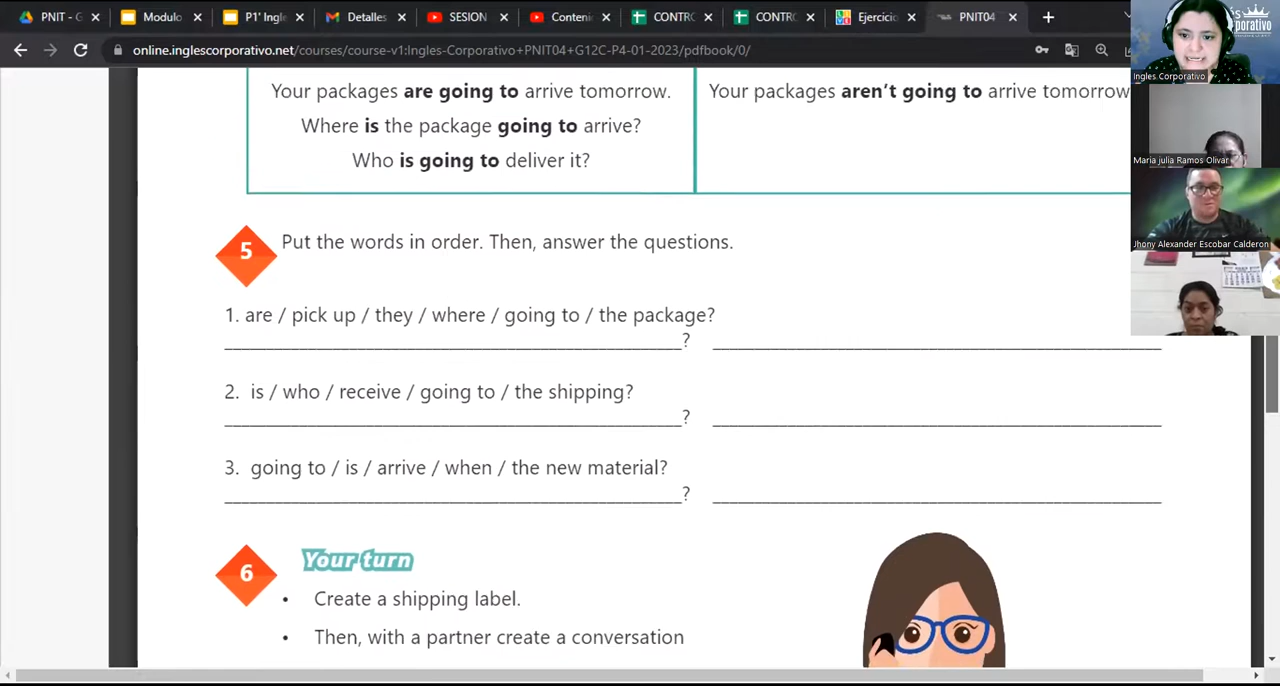 PNIT - G
Modulo
P1' Ingle
Detalles
SESION
Conteni
CONTRC
CONTRC
Ejercicio
PNIT04
online.inglescorporativo.net/courses/course-v1:Ingles-Corporativo+PNIT04+G12C-P4-01-2023/pdfbook/0/
Ingles Corporativo
Maria julia Ramos Olivar
Jhony Alexander Escobar Calderon
Your packages are going to arrive tomorrow.
Your packages aren't going to arrive tomorrow
Where is the package going to arrive?
Who is going to deliver it?
5 Put the words in order. Then, answer the questions.
1. are / pick up / they / where / going to / the package?
?
2. is / who / receive / going to / the shipping?
?
3. going to / is / arrive / when / the new material?
?
6 Your turn
• Create a shipping label.
• Then, with a partner create a conversation